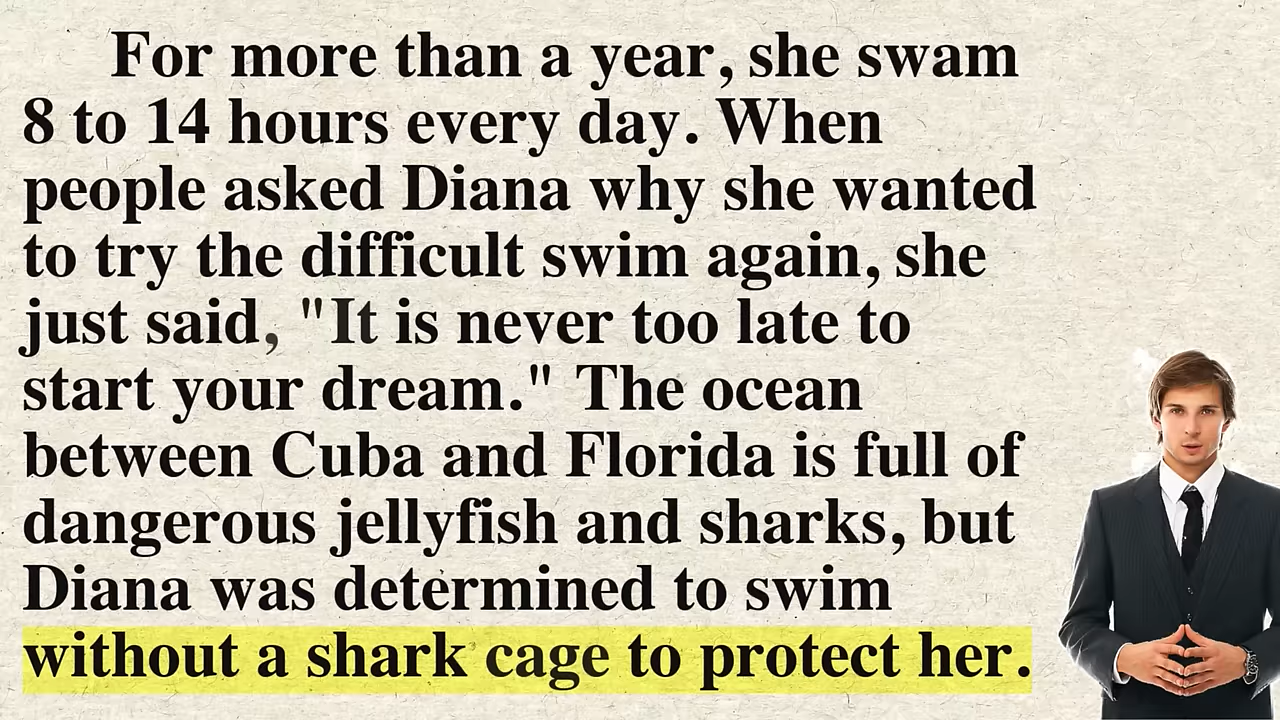 For more than a year, she swam
8 to 14 hours every day. When
people asked Diana why she wanted
to try the difficult swim again, she
just said, "It is never too late to
start your dream." The ocean
between Cuba and Florida is full of
dangerous jellyfish and sharks, but
Diana was determined to swim
without a shark cage to protect her.